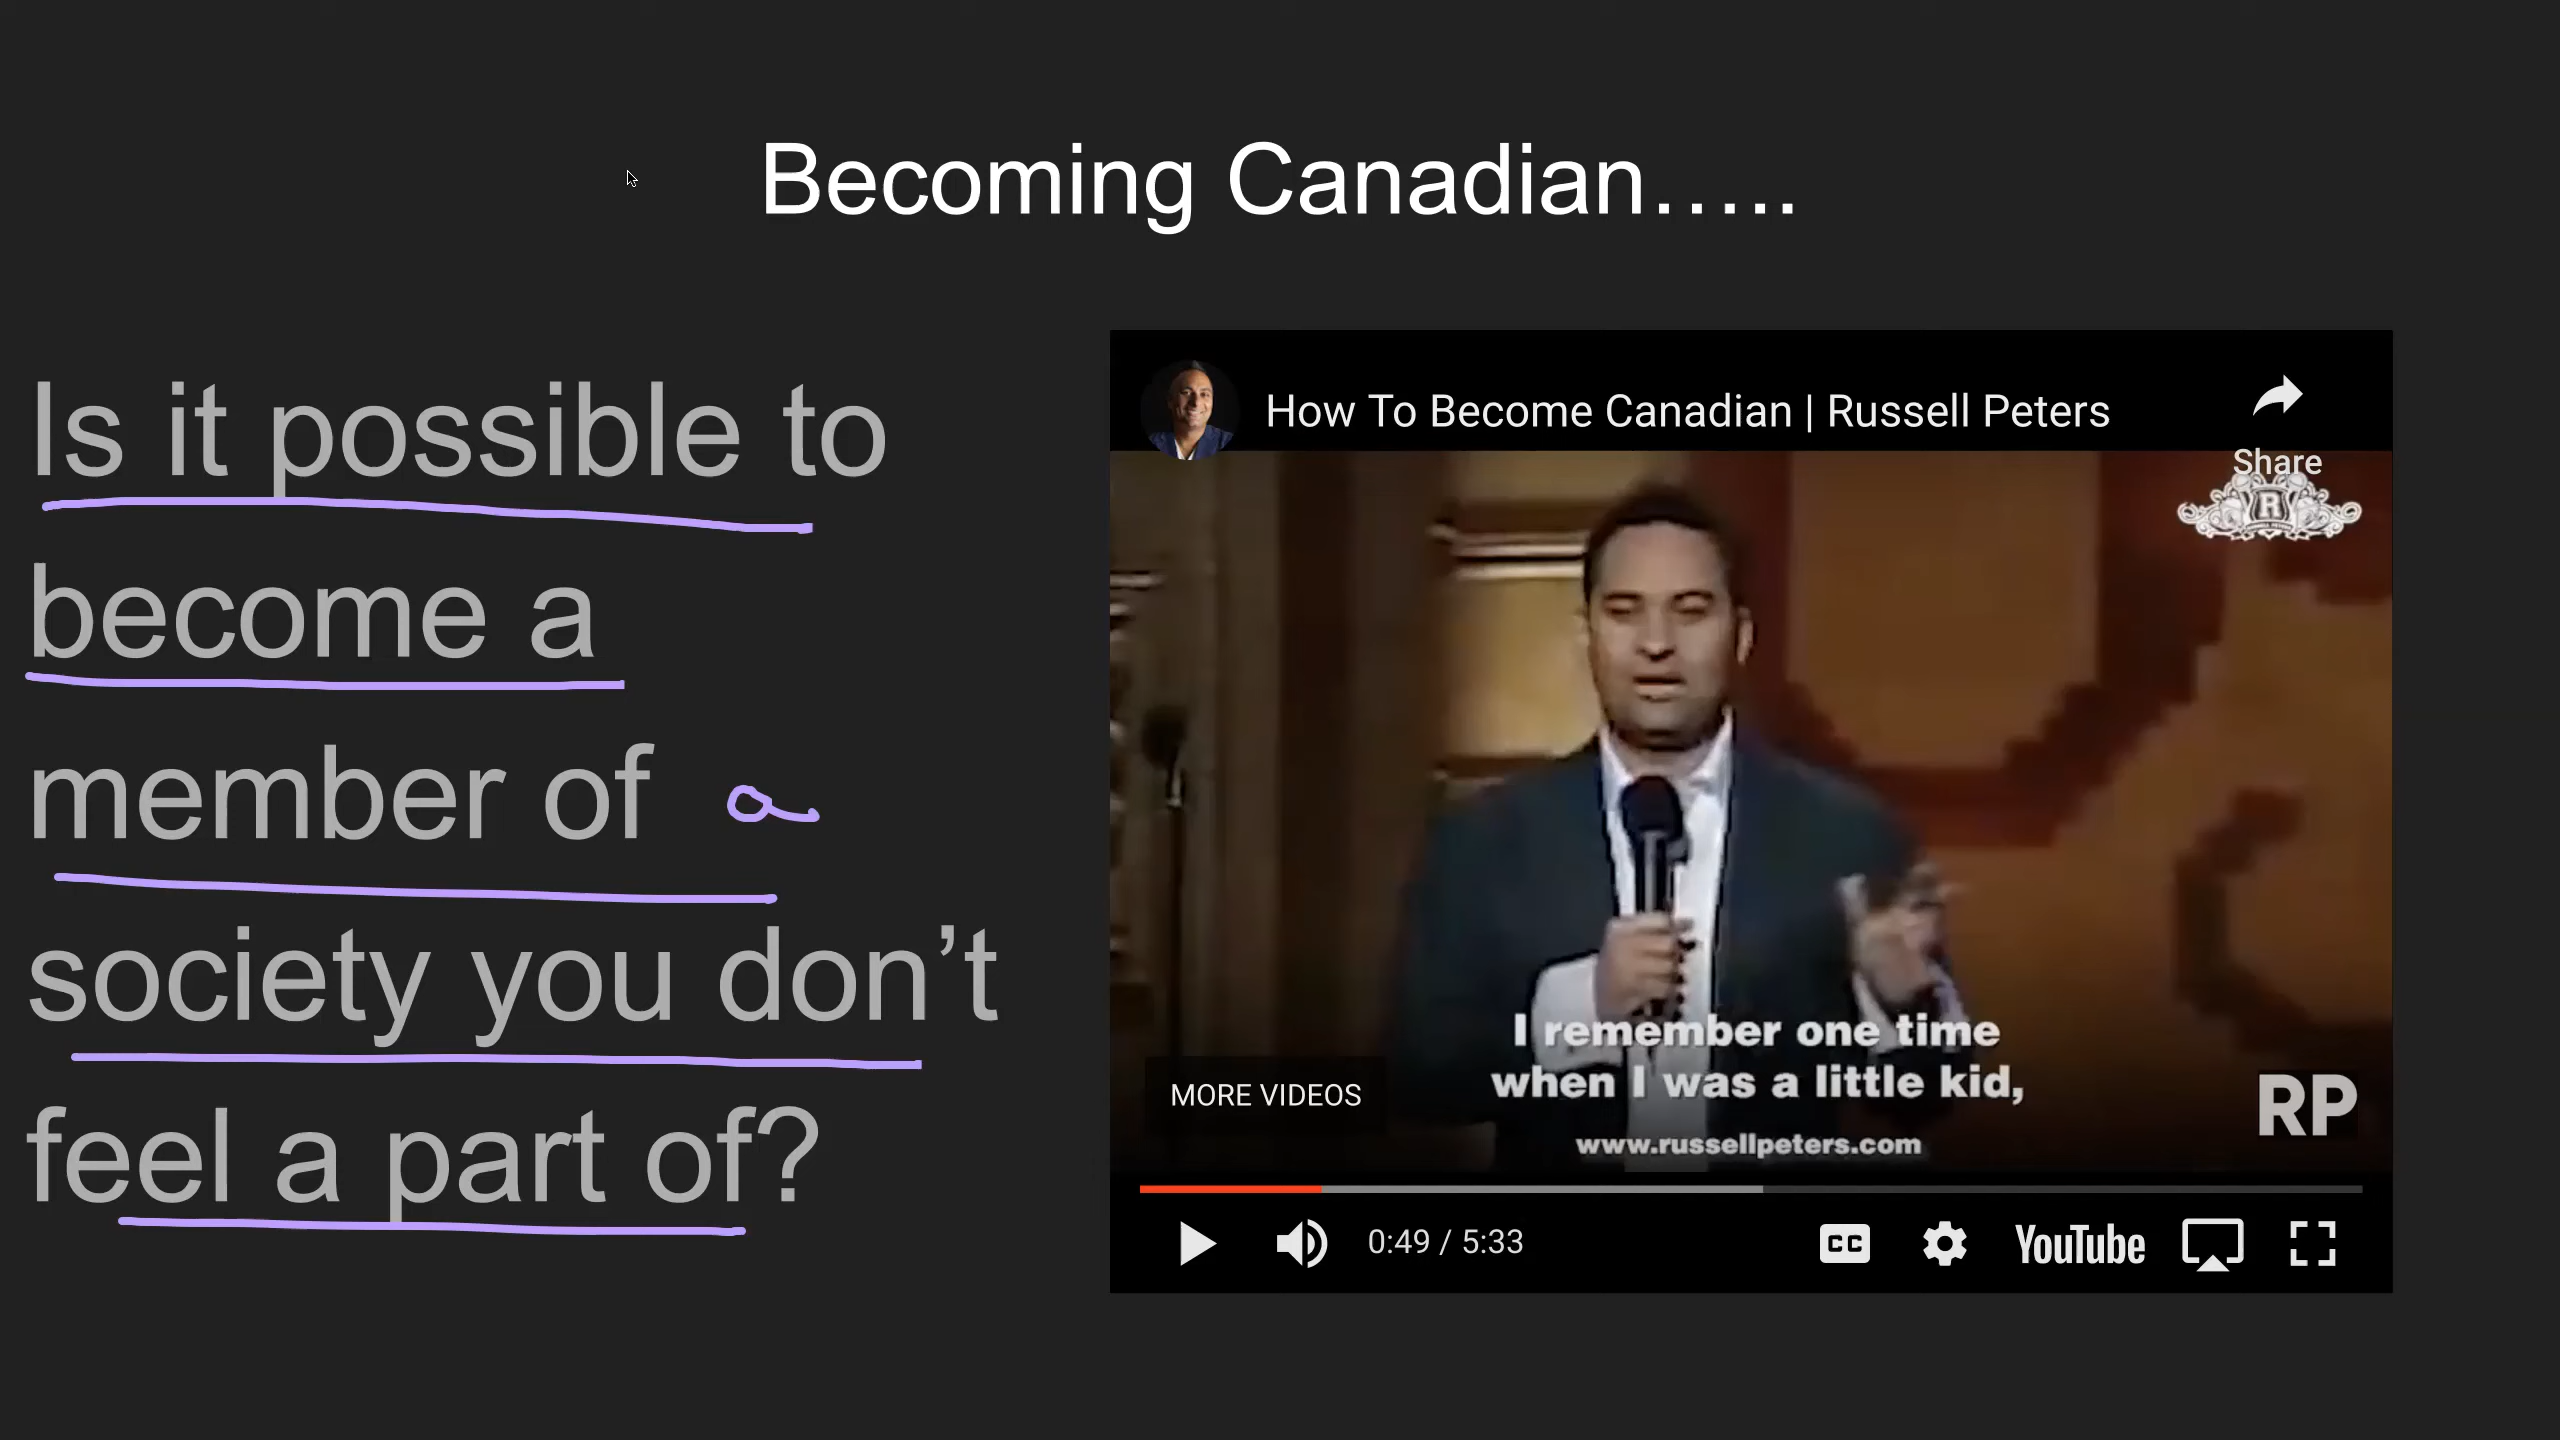 Becoming Canadian.....
Is it possible to
become a
member of a
society you don’t
feel a part of?
How To Become Canadian | Russell Peters
Share
R
I remember one time
when I was a little kid,
MORE VIDEOS
RP
www.russellpeters.com
0:49 / 5:33
CC
YouTube